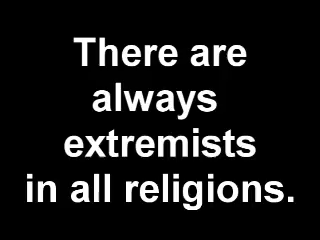 There are
always
extremists
in all religions.